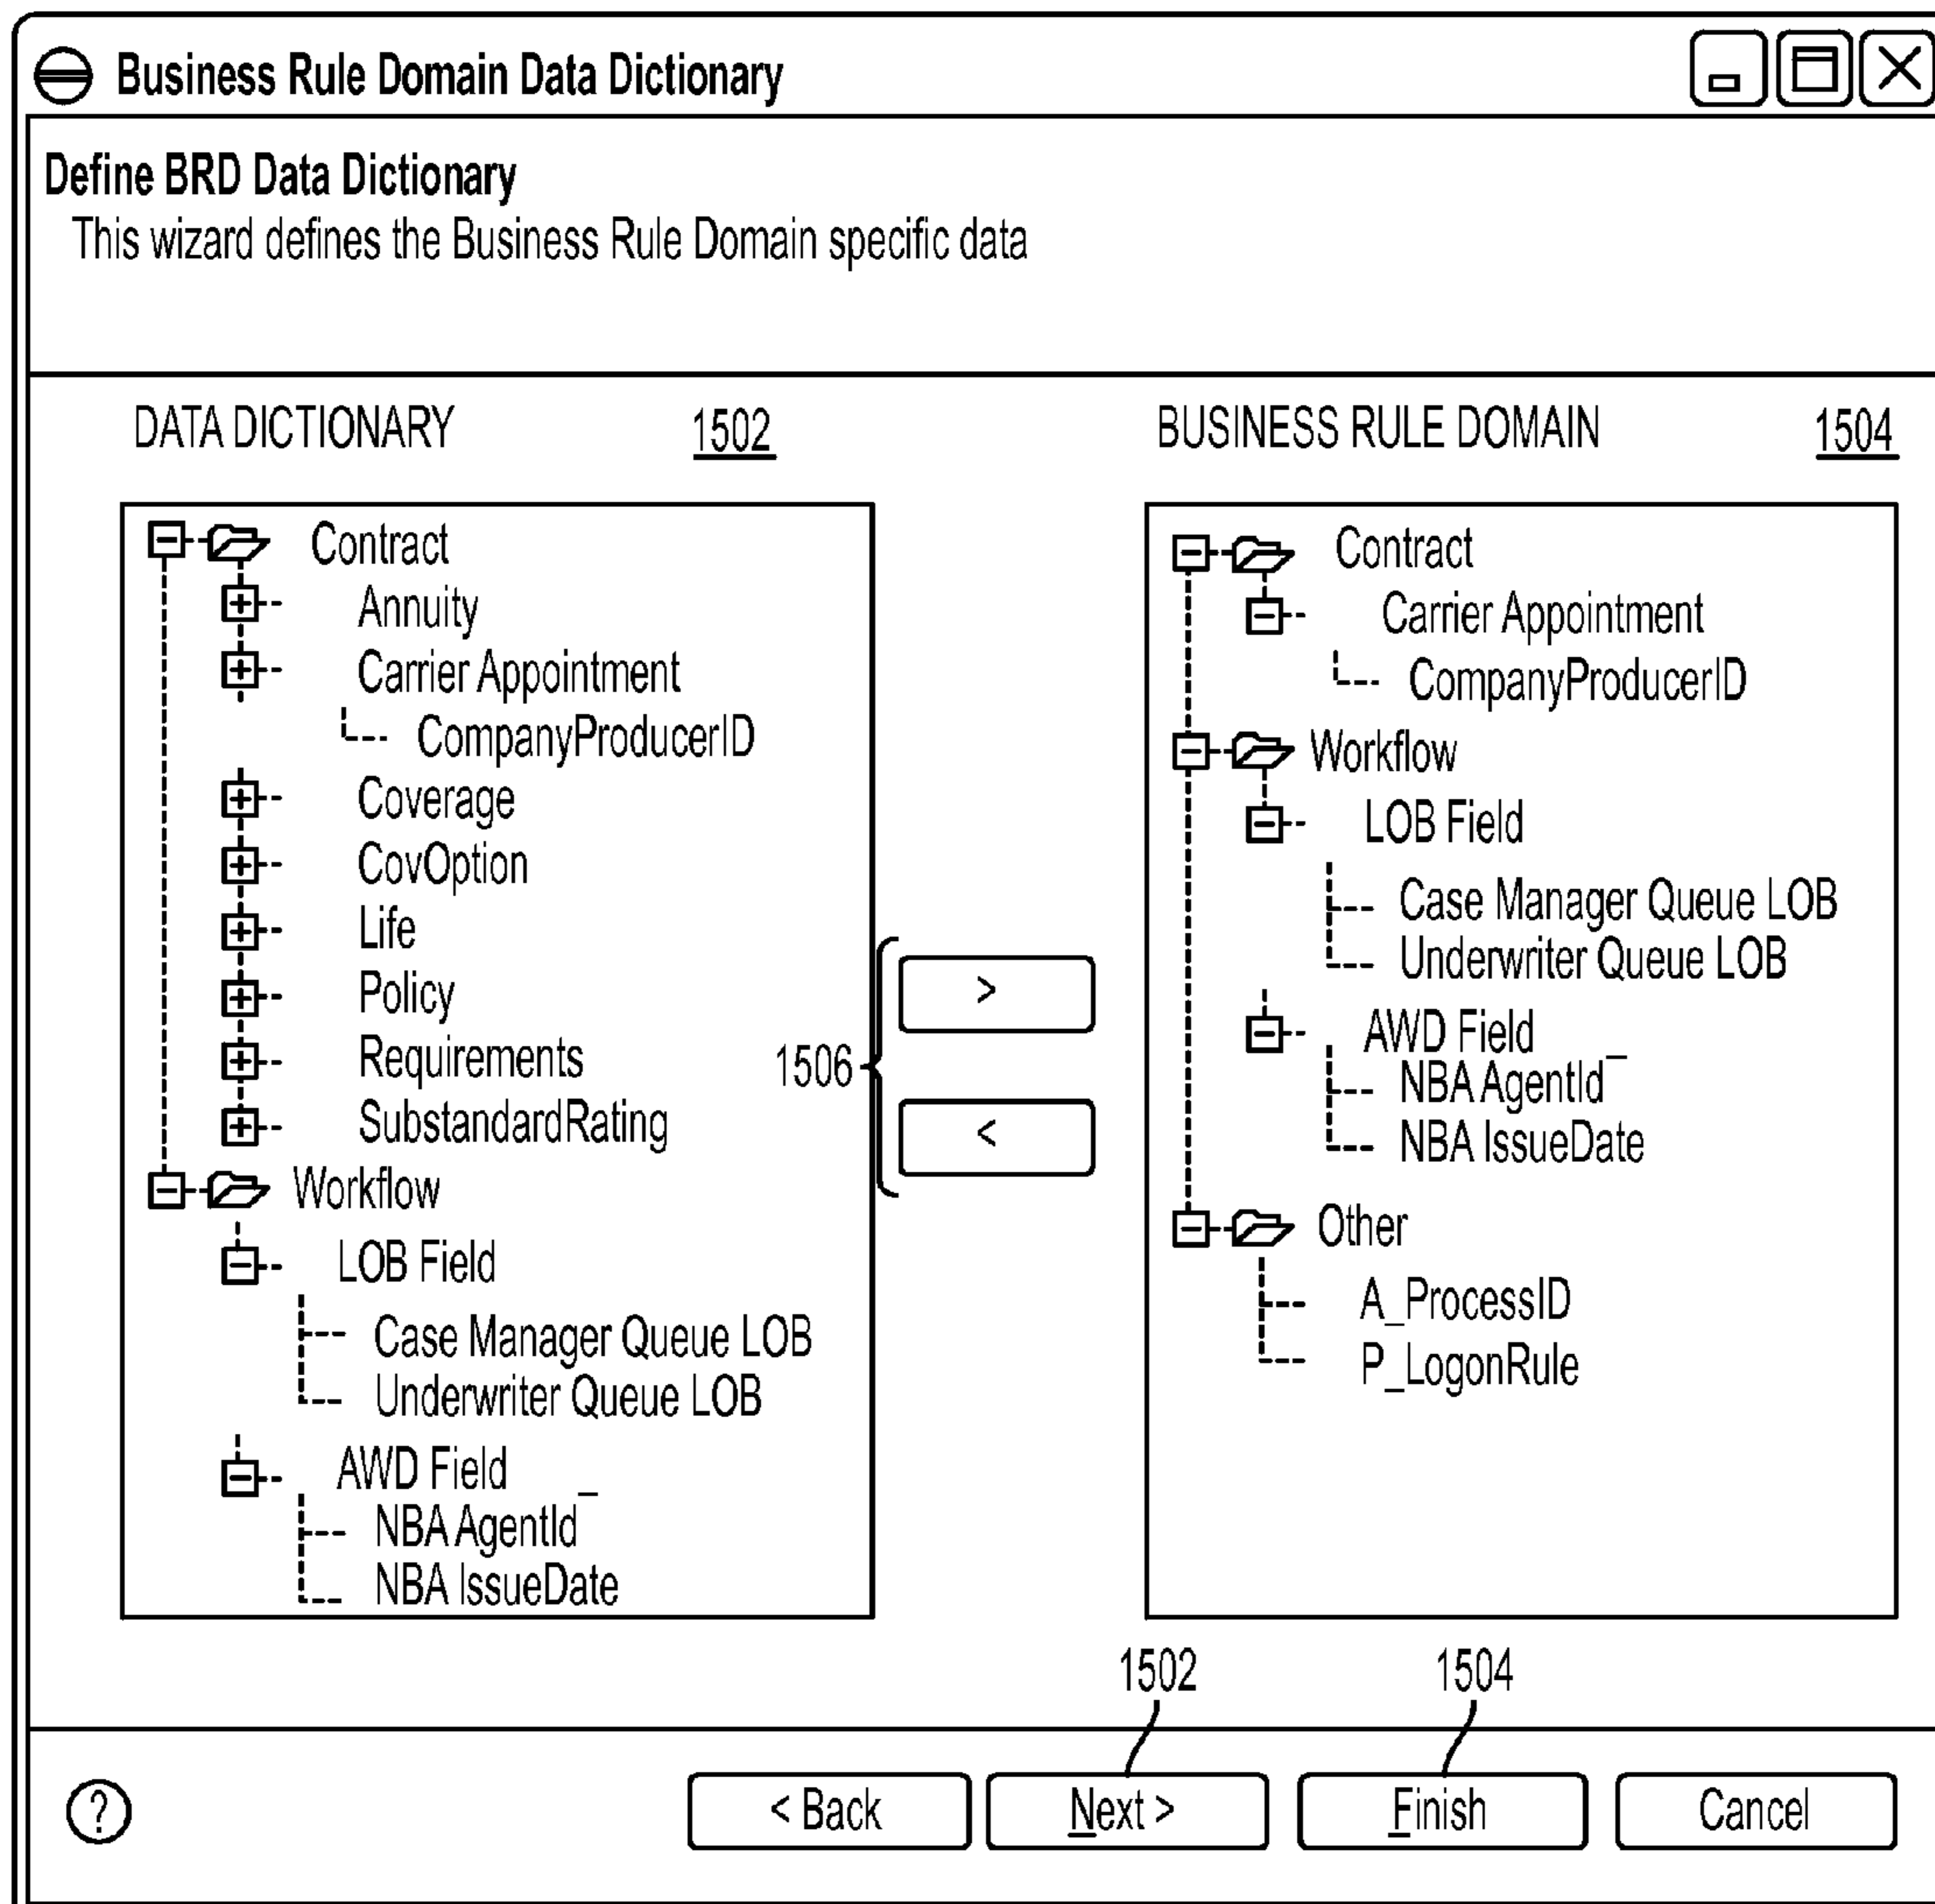 Business Rule Domain Data Dictionary
Define BRD Data Dictionary
This wizard defines the Business Rule Domain specific data
DATA DICTIONARY 1502
Contract
Annuity
Carrier Appointment
CompanyProducerID
Coverage
CovOption
Life
Policy
Requirements
SubstandardRating
Workflow
LOB Field
Case Manager Queue LOB
Underwriter Queue LOB
AWD Field
NBA AgentId
NBA IssueDate
1506
>
<
BUSINESS RULE DOMAIN 1504
Contract
Carrier Appointment
CompanyProducerID
Workflow
LOB Field
Case Manager Queue LOB
Underwriter Queue LOB
AWD Field
NBA AgentId
NBA IssueDate
Other
A_ProcessID
P_LogonRule
1502 1504
? < Back Next > Finish Cancel